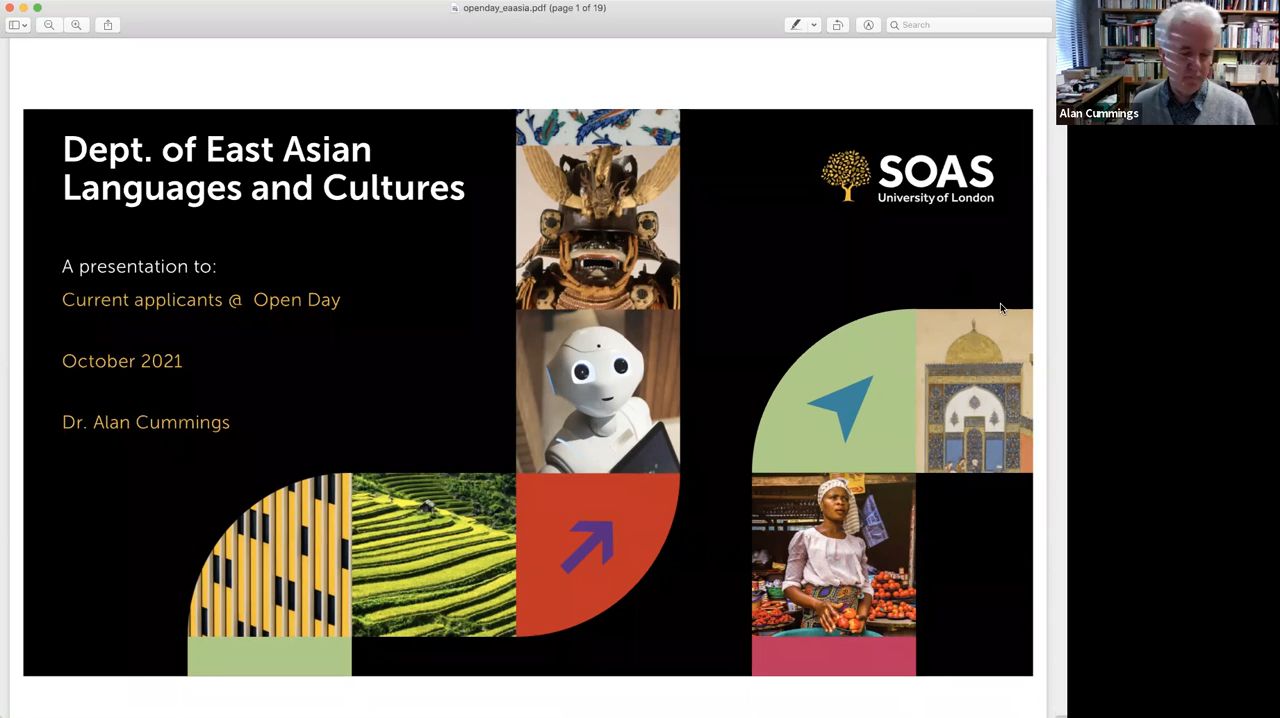 openday_eaasia.pdf (page 1 of 19)
Search
Alan Cummings
Dept. of East Asian
Languages and Cultures
SOAS
University of London
A presentation to:
Current applicants @ Open Day
October 2021
Dr. Alan Cummings